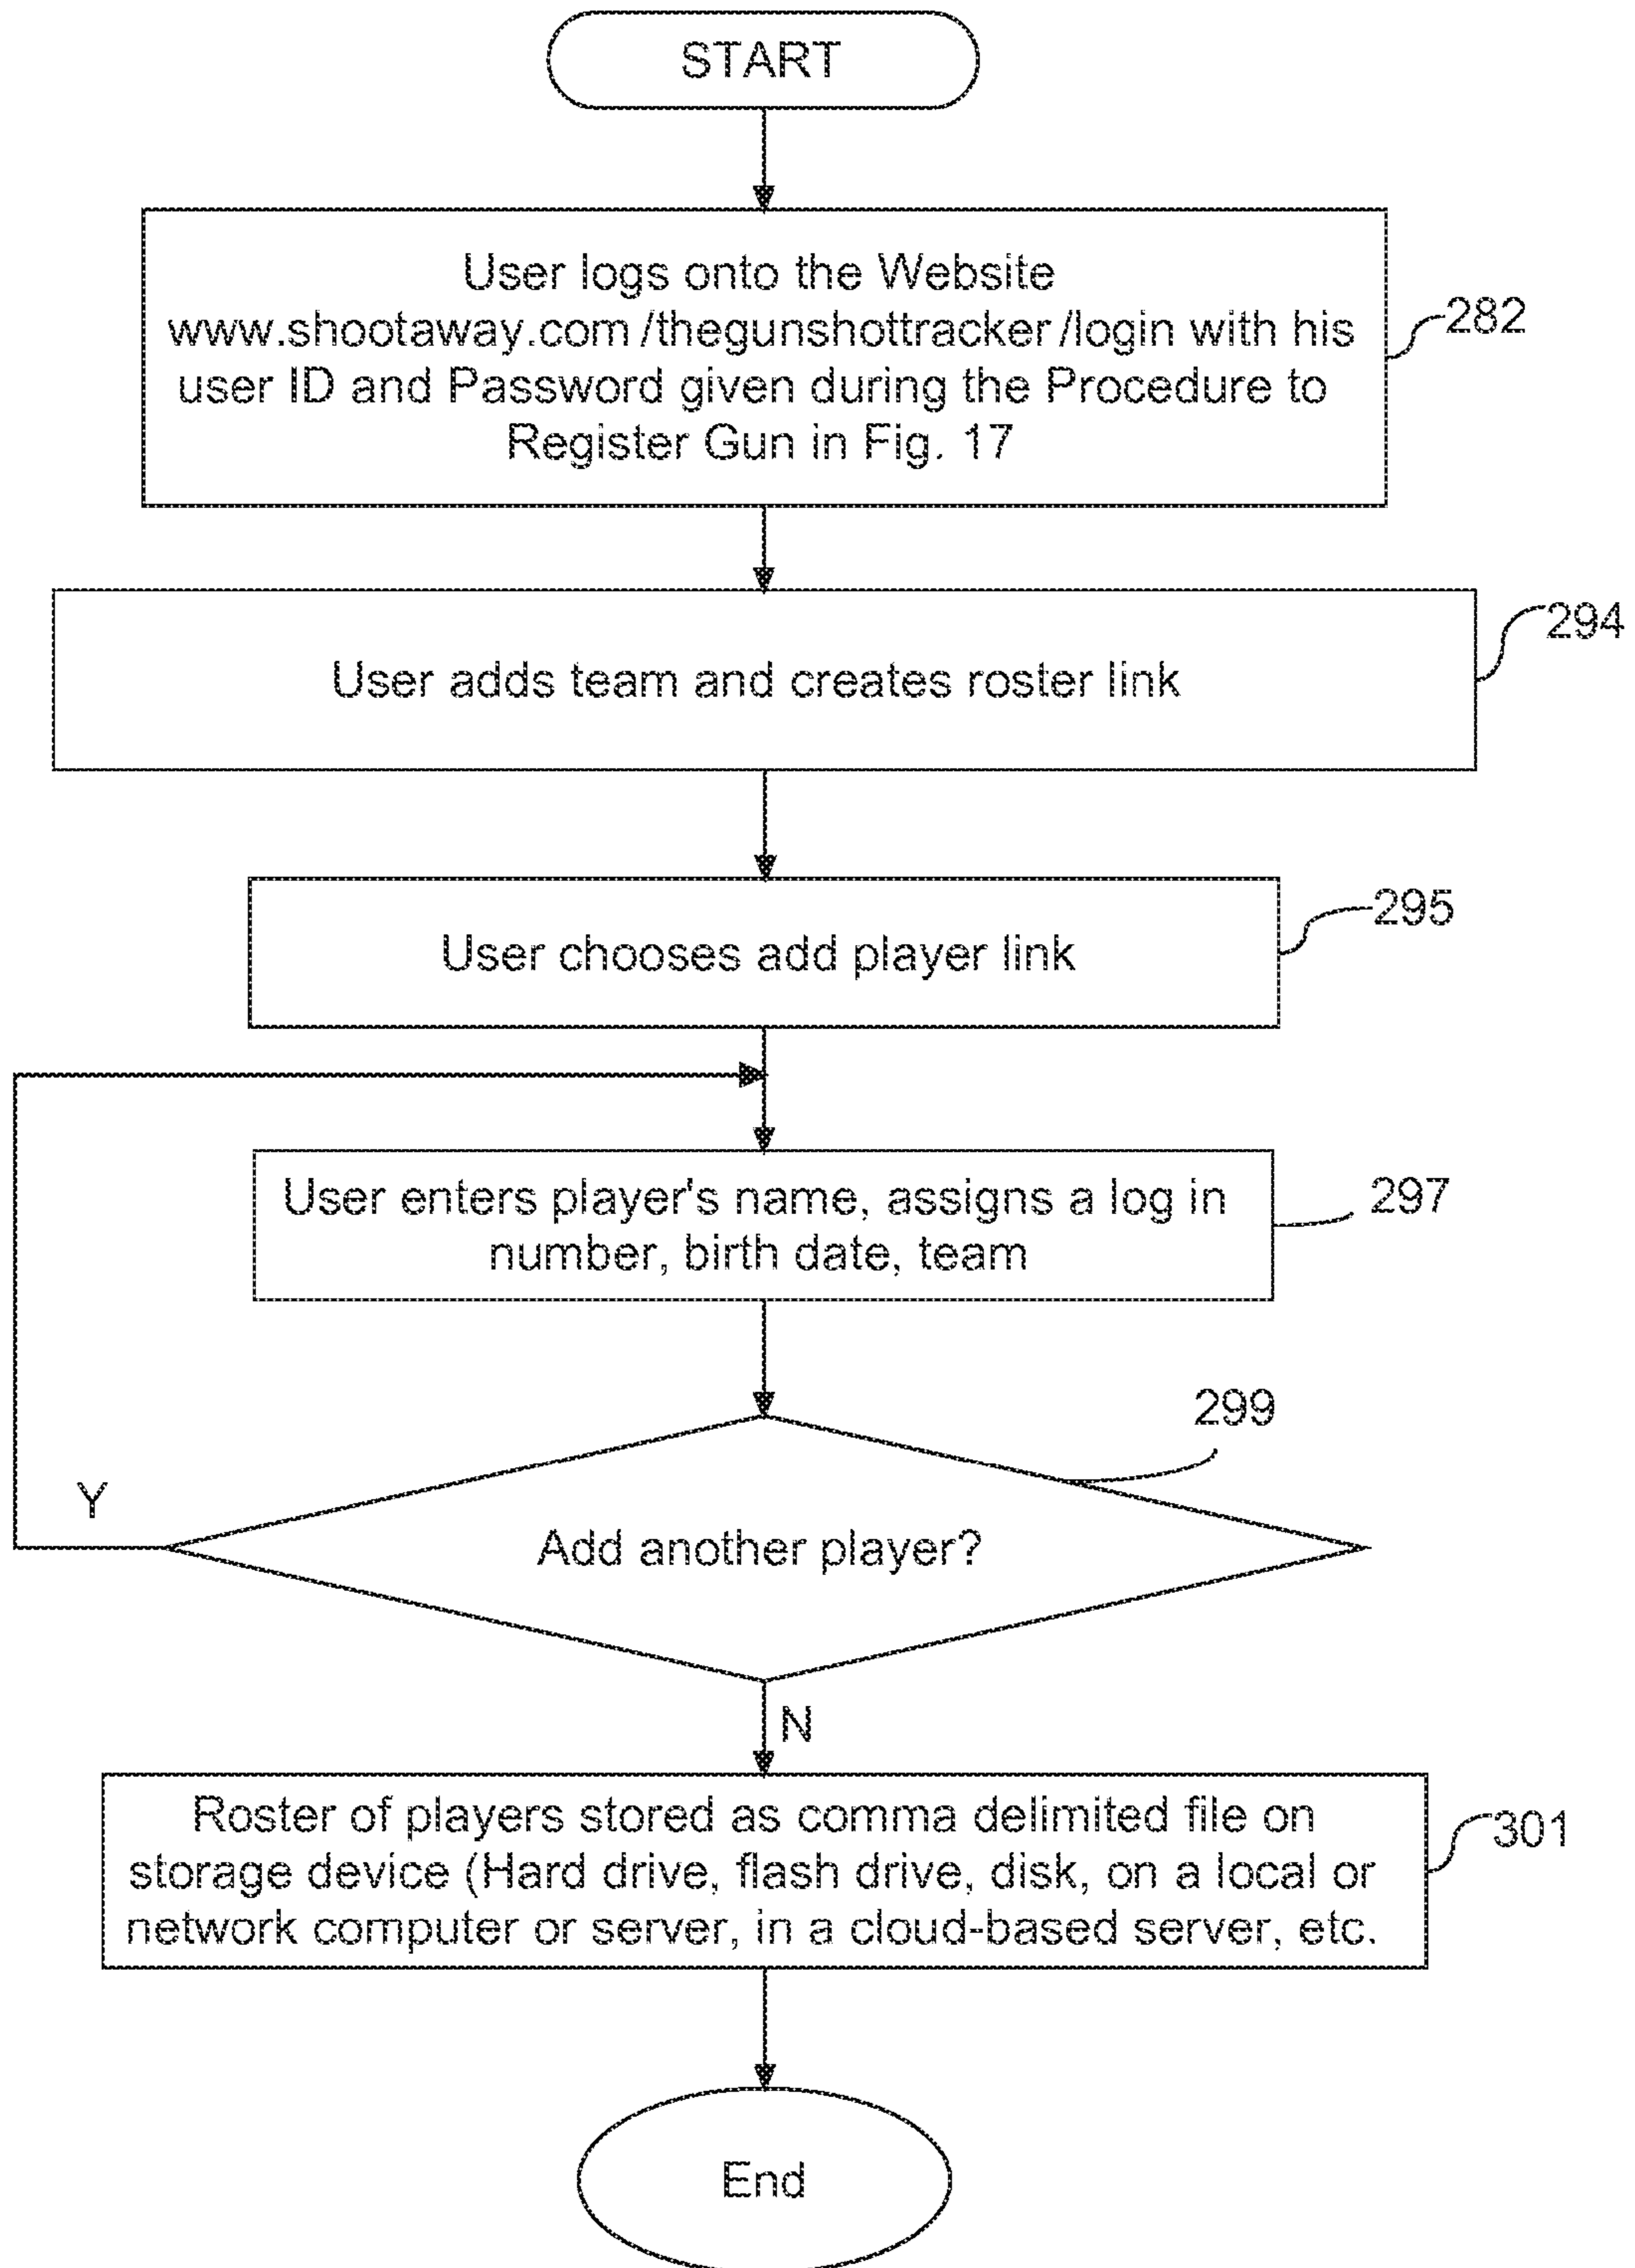 START
User logs onto the Website
www.shootaway.com/thegunshottracker/login with his
user ID and Password given during the Procedure to
Register Gun in Fig. 17
282
User adds team and creates roster link
294
User chooses add player link
295
User enters player's name, assigns a log in
number, birth date, team
297
299
Y
Add another player?
N
Roster of players stored as comma delimited file on
storage device (Hard drive, flash drive, disk, on a local or
network computer or server, in a cloud-based server, etc.
301
End